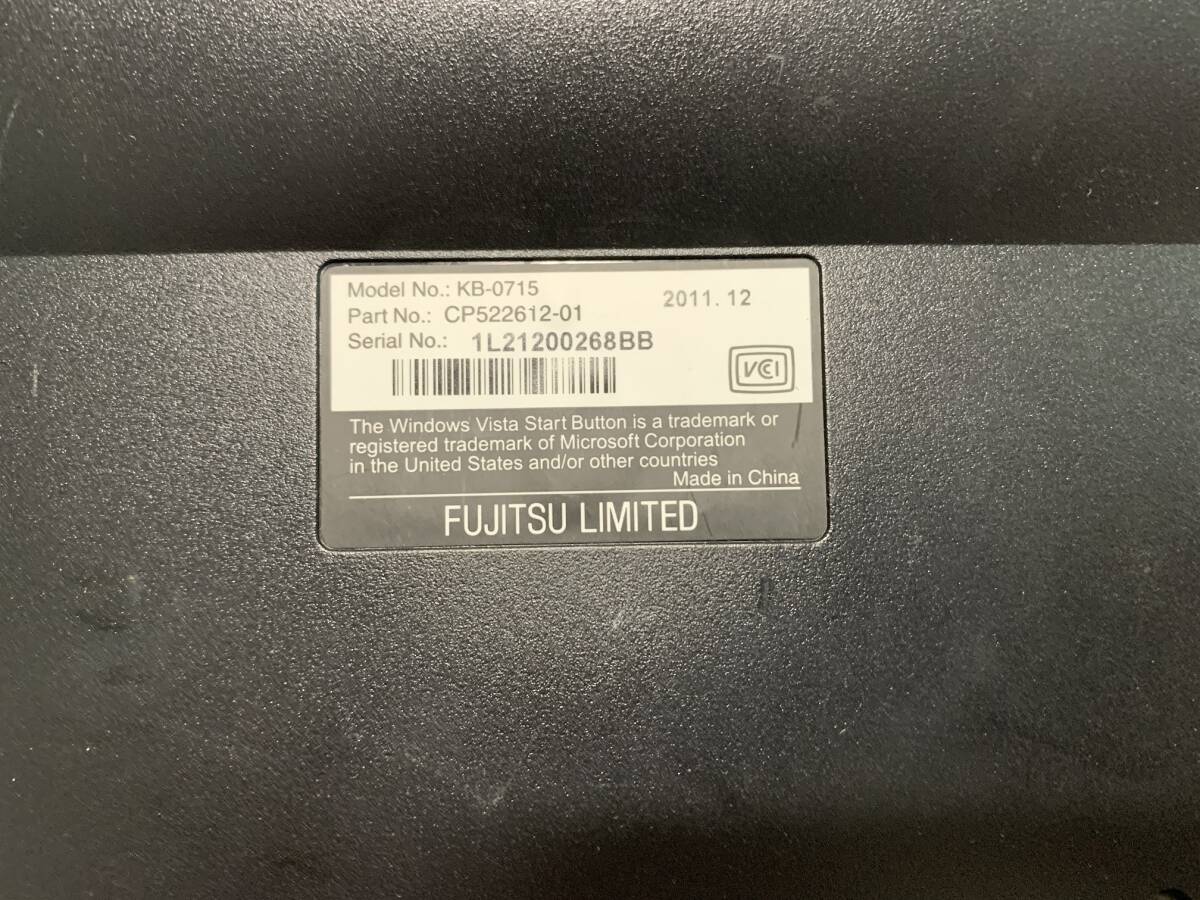 Model No.: KB-0715
2011. 12
Part No.: CP522612-01
Serial No.: 1L21200268BB
VCCI
The Windows Vista Start Button is a trademark or
registered trademark of Microsoft Corporation
in the United States and/or other countries
Made in China
FUJITSU LIMITED